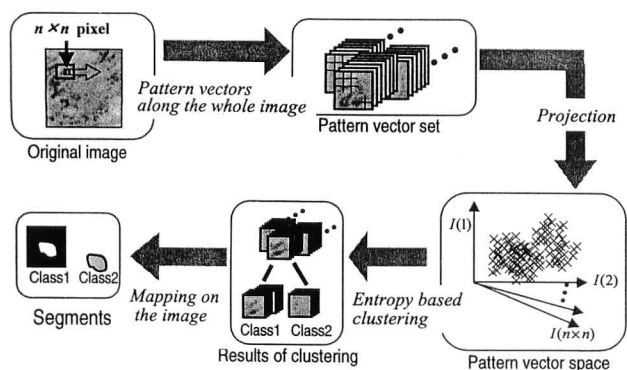 n × n pixel
Original image
Pattern vectors
along the whole image
Pattern vector set
Projection
I(1)
I(2)
I(n×n)
Pattern vector space
Entropy based
clustering
Class1 Class2
Results of clustering
Mapping on
the image
Class1 Class2
Segments